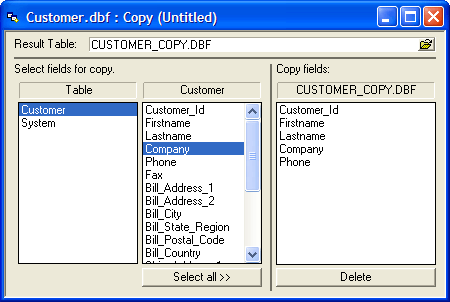 Customer.dbf : Copy (Untitled)
Result Table: CUSTOMER_COPY.DBF
Select fields for copy.
Copy fields:
Table
Customer
CUSTOMER_COPY.DBF
Customer
System
Customer_Id
Firstname
Lastname
Company
Phone
Fax
Bill_Address_1
Bill_Address_2
Bill_City
Bill_State_Region
Bill_Postal_Code
Bill_Country
Customer_Id
Firstname
Lastname
Company
Phone
Select all >>
Delete